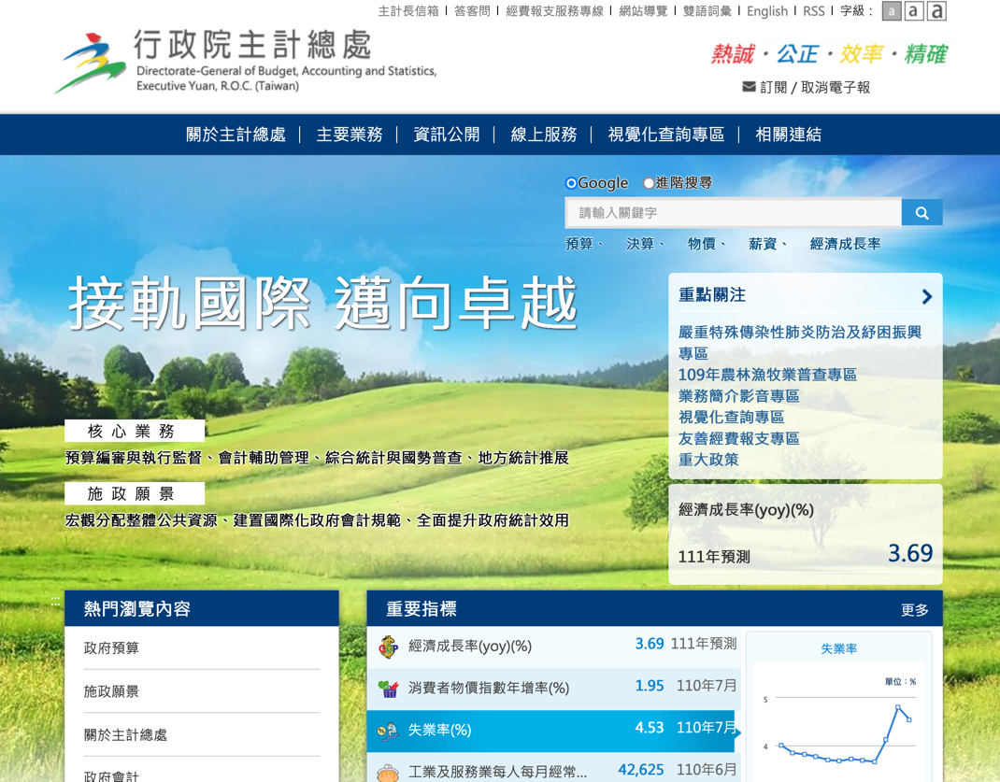 主計長信箱 | 答客問 | 經費報支服務專線 | 網站導覽 | 雙語詞彙 | English | RSS | 字級： a a a
行政院主計總處
Directorate-General of Budget, Accounting and Statistics,
Executive Yuan, R.O.C. (Taiwan)
熱誠・公正・效率・精確
訂閱 / 取消電子報
關於主計總處 | 主要業務 | 資訊公開 | 線上服務 | 視覺化查詢專區 | 相關連結
Google 進階搜尋
請輸入關鍵字
預算、 決算、 物價、 薪資、 經濟成長率
接軌國際 邁向卓越
重點關注
嚴重特殊傳染性肺炎防治及紓困振興
專區
109年農林漁牧業普查專區
業務簡介影音專區
視覺化查詢專區
友善經費報支專區
重大政策
核心業務
預算編審與執行監督、會計輔助管理、綜合統計與國勢普查、地方統計推展
施政願景
宏觀分配整體公共資源、建置國際化政府會計規範、全面提升政府統計效用
經濟成長率(yoy)(%)
111年預測 3.69
:::
熱門瀏覽內容
政府預算
施政願景
關於主計總處
政府會計
重要指標 更多
經濟成長率(yoy)(%) 3.69 111年預測
消費者物價指數年增率(%) 1.95 110年7月
失業率(%) 4.53 110年7月
工業及服務業每人每月經常... 42,625 110年6月
失業率
單位：%
5
4